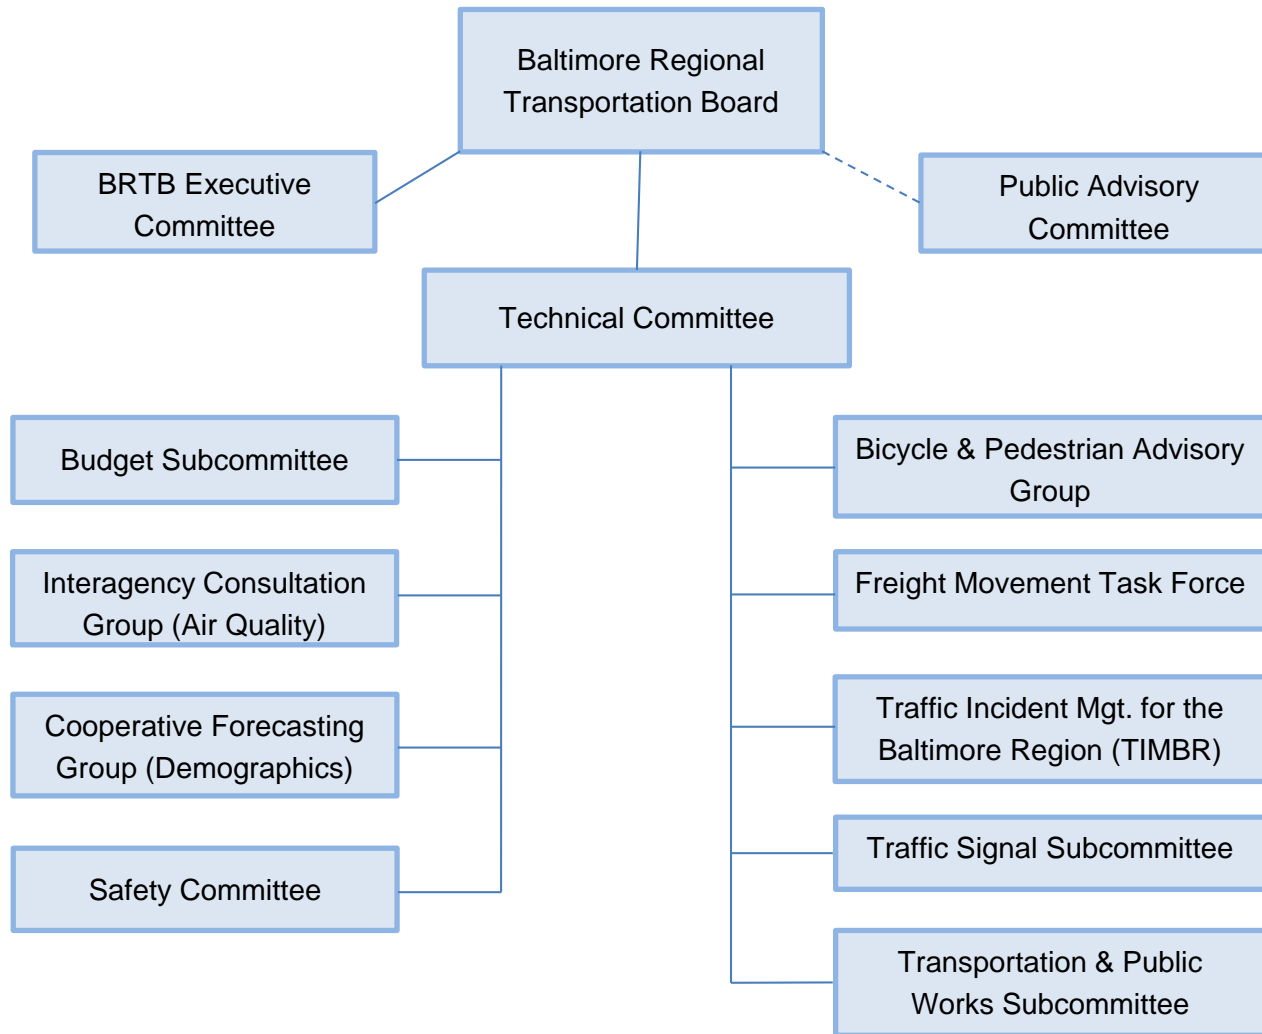 Baltimore Regional
Transportation Board
BRTB Executive
Committee
Public Advisory
Committee
Technical Committee
Budget Subcommittee
Interagency Consultation
Group (Air Quality)
Cooperative Forecasting
Group (Demographics)
Safety Committee
Bicycle & Pedestrian Advisory
Group
Freight Movement Task Force
Traffic Incident Mgt. for the
Baltimore Region (TIMBR)
Traffic Signal Subcommittee
Transportation & Public
Works Subcommittee